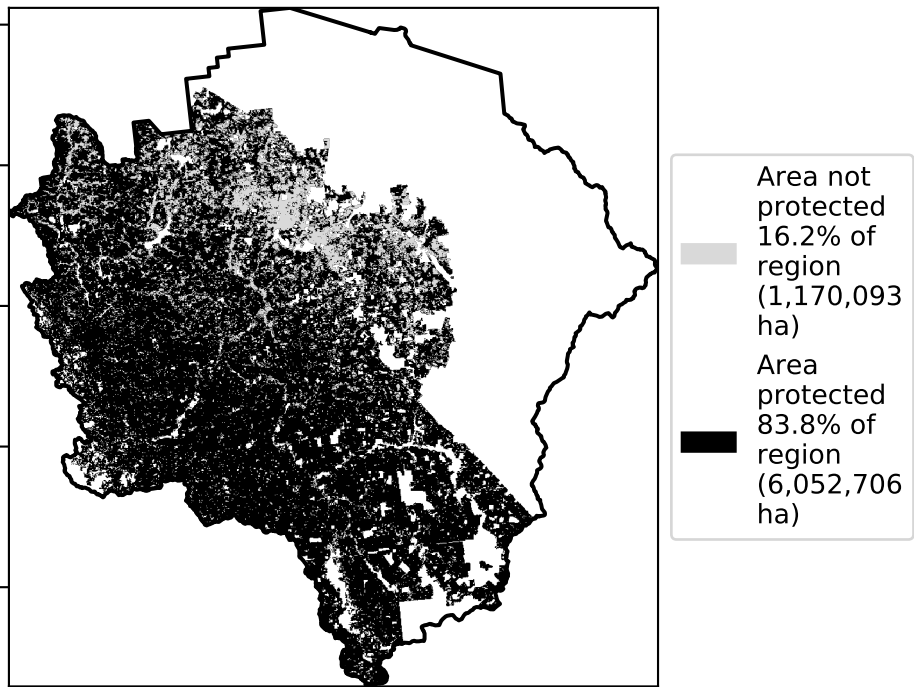 Area not
protected
16.2% of
region
(1,170,093
ha)
Area
protected
83.8% of
region
(6,052,706
ha)